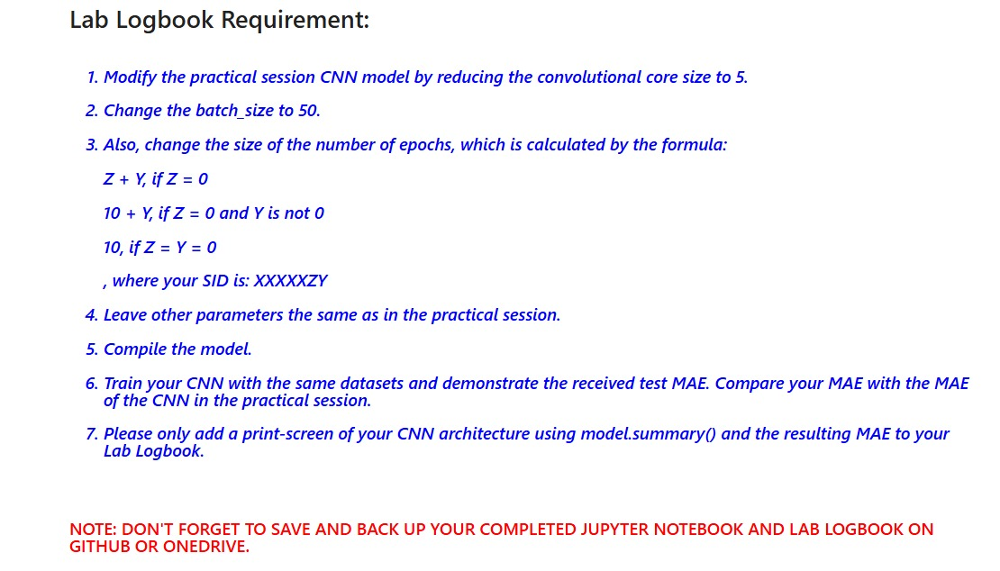 Lab Logbook Requirement:
1. Modify the practical session CNN model by reducing the convolutional core size to 5.
2. Change the batch_size to 50.
3. Also, change the size of the number of epochs, which is calculated by the formula:
Z + Y, if Z = 0
10 + Y, if Z = 0 and Y is not 0
10, if Z = Y = 0
, where your SID is: XXXXXZY
4. Leave other parameters the same as in the practical session.
5. Compile the model.
6. Train your CNN with the same datasets and demonstrate the received test MAE. Compare your MAE with the MAE
of the CNN in the practical session.
7. Please only add a print-screen of your CNN architecture using model.summary() and the resulting MAE to your
Lab Logbook.
NOTE: DON'T FORGET TO SAVE AND BACK UP YOUR COMPLETED JUPYTER NOTEBOOK AND LAB LOGBOOK ON
GITHUB OR ONEDRIVE.